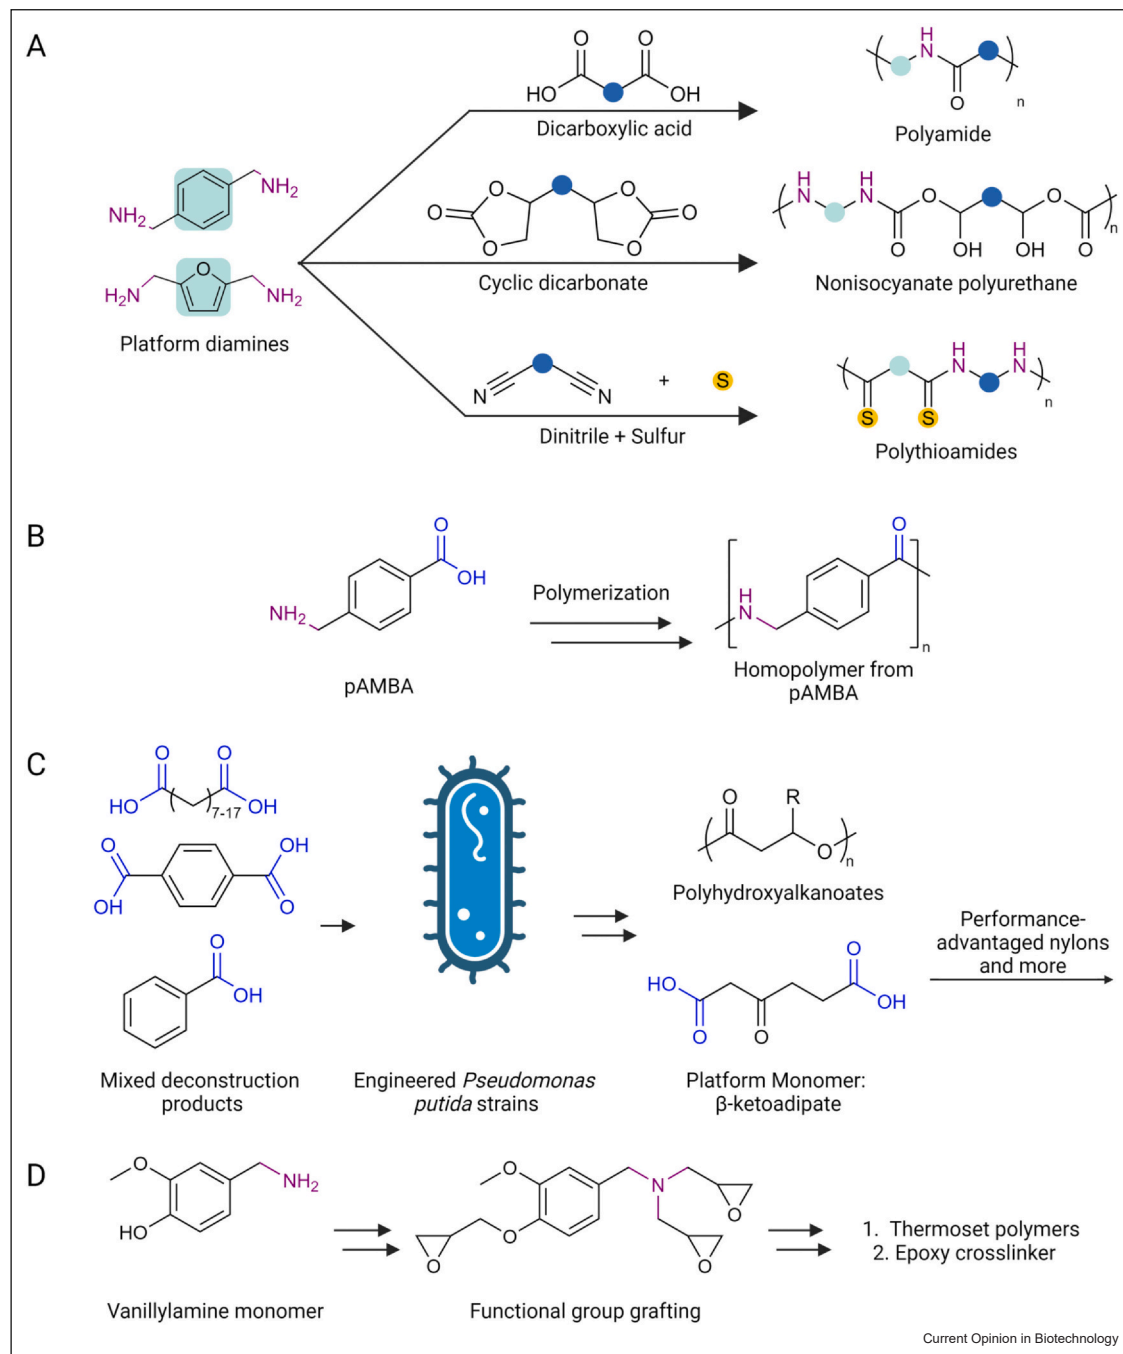 A
O
O
HO
OH
Dicarboxylic acid
H
N
O
n
Polyamide
NH2
NH2
O
H2N
NH2
Platform diamines
O
O
O
O
O
O
Cyclic dicarbonate
H
N
H
N
O
O
OH
OH
O
O
n
Nonisocyanate polyurethane
N
N
+
S
Dinitrile + Sulfur
H
N
H
N
S
S
n
Polythioamides
B
O
OH
NH2
pAMBA
Polymerization
O
H
N
n
Homopolymer from
pAMBA
C
O
O
HO
OH
7-17
O
OH
OH
O
O
OH
Mixed deconstruction
products
Engineered Pseudomonas
putida strains
O
R
O
n
Polyhydroxyalkanoates
HO
O
O
O
OH
Platform Monomer:
β-ketoadipate
Performance-
advantaged nylons
and more
D
O
NH2
HO
Vanillylamine monomer
O
O
O
N
O
O
Functional group grafting
1. Thermoset polymers
2. Epoxy crosslinker
Current Opinion in Biotechnology